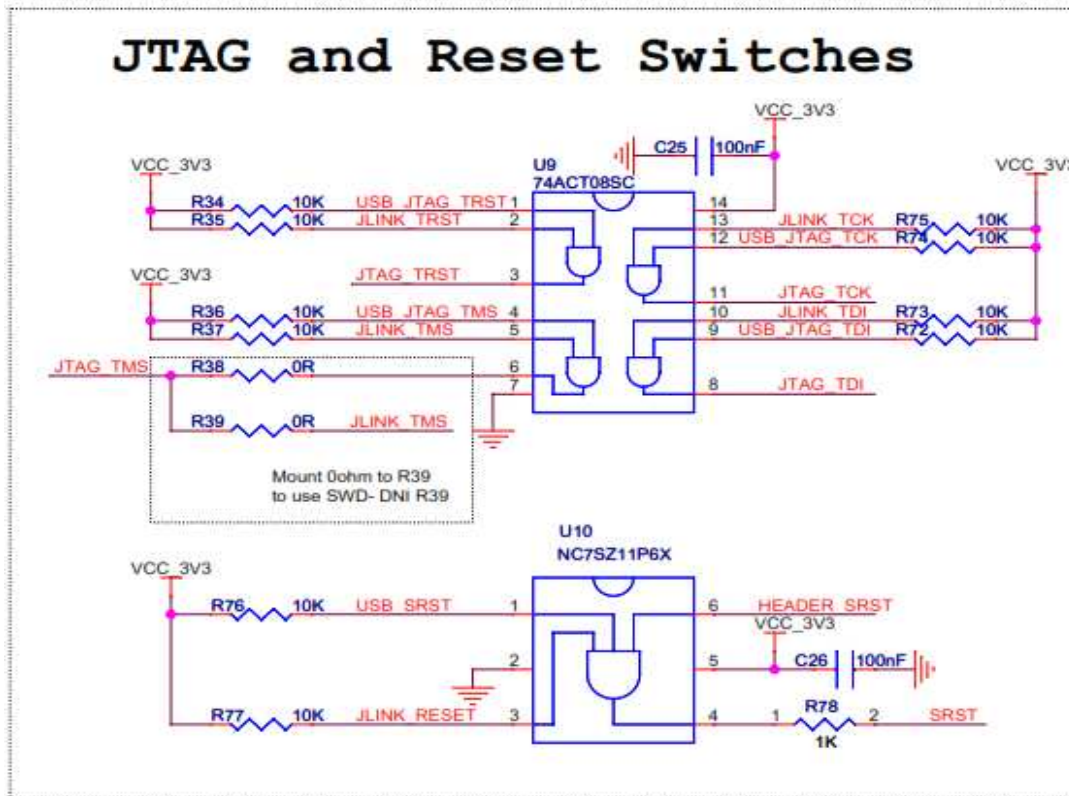 JTAG and Reset Switches
VCC_3V3
C25 100nF
VCC_3V3
U9
74ACT08SC
VCC_3V3
R34 10K USB_JTAG_TRST 1
R35 10K JLINK_TRST 2
14
13 JLINK_TCK R75 10K
12 USB_JTAG_TCK R74 10K
VCC_3V3
JTAG_TRST 3
11 JTAG_TCK
R36 10K USB_JTAG_TMS 4
R37 10K JLINK_TMS 5
10 JLINK_TDI R73 10K
9 USB_JTAG_TDI R72 10K
JTAG_TMS R38 0R 6
7
8 JTAG_TDI
R39 0R JLINK_TMS
Mount 0ohm to R39
to use SWD- DNI R39
U10
NC7SZ11P6X
VCC_3V3
R76 10K USB_SRST 1
6 HEADER_SRST
VCC_3V3
2
5 C26 100nF
R77 10K JLINK_RESET 3
4 1 R78 2 SRST
1K